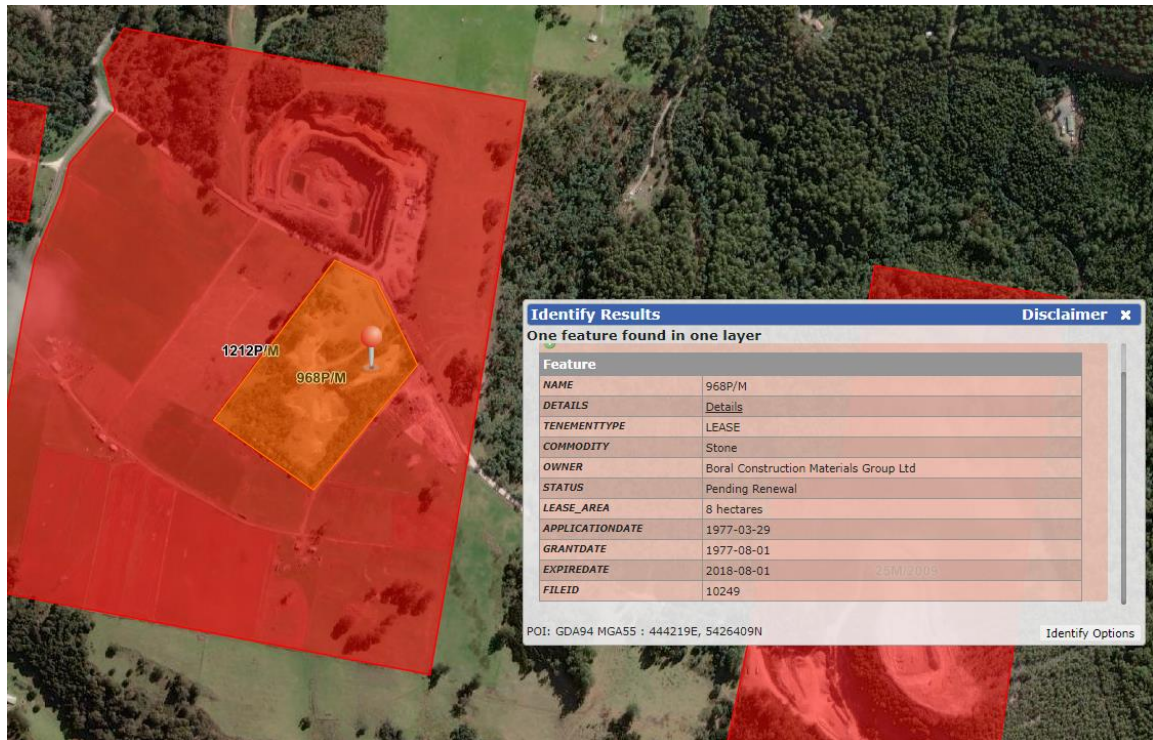 1212P/M
968P/M
Identify Results Disclaimer x
One feature found in one layer
Feature
NAME 968P/M
DETAILS Details
TENEMENTTYPE LEASE
COMMODITY Stone
OWNER Boral Construction Materials Group Ltd
STATUS Pending Renewal
LEASE_AREA 8 hectares
APPLICATIONDATE 1977-03-29
GRANTDATE 1977-08-01
EXPIREDATE 2018-08-01
25M/2005
FILEID 10249
POI: GDA94 MGA55 : 444219E, 5426409N
Identify Options